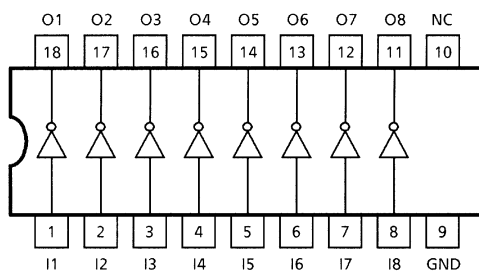 O1 O2 O3 O4 O5 O6 O7 O8 NC
18 17 16 15 14 13 12 11 10
1 2 3 4 5 6 7 8 9
I1 I2 I3 I4 I5 I6 I7 I8 GND